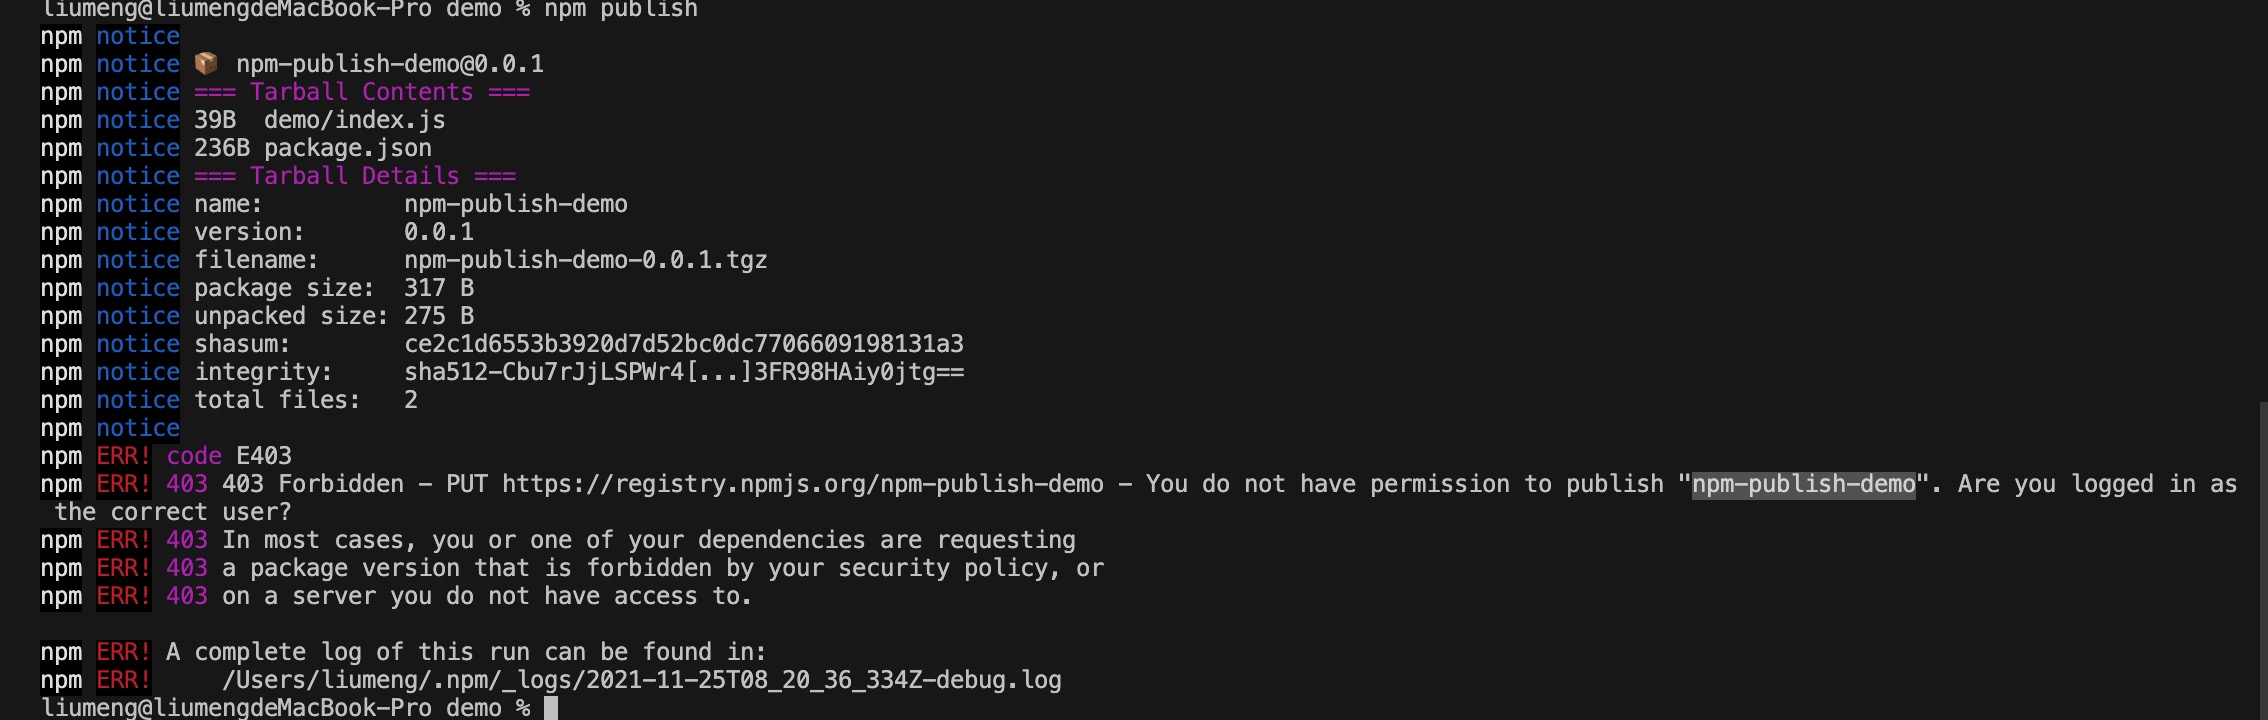 liumeng@liumengdeMacBook-Pro demo % npm publish
npm notice
npm notice 📦  npm-publish-demo@0.0.1
npm notice === Tarball Contents ===
npm notice 39B  demo/index.js
npm notice 236B package.json
npm notice === Tarball Details ===
npm notice name:          npm-publish-demo
npm notice version:       0.0.1
npm notice filename:      npm-publish-demo-0.0.1.tgz
npm notice package size:  317 B
npm notice unpacked size: 275 B
npm notice shasum:        ce2c1d6553b3920d7d52bc0dc7706609198131a3
npm notice integrity:     sha512-Cbu7rJjLSPWr4[...]3FR98HAiy0jtg==
npm notice total files:   2
npm notice
npm ERR! code E403
npm ERR! 403 403 Forbidden - PUT https://registry.npmjs.org/npm-publish-demo - You do not have permission to publish "npm-publish-demo". Are you logged in as
 the correct user?
npm ERR! 403 In most cases, you or one of your dependencies are requesting
npm ERR! 403 a package version that is forbidden by your security policy, or
npm ERR! 403 on a server you do not have access to.
npm ERR! A complete log of this run can be found in:
npm ERR!     /Users/liumeng/.npm/_logs/2021-11-25T08_20_36_334Z-debug.log
liumeng@liumengdeMacBook-Pro demo %